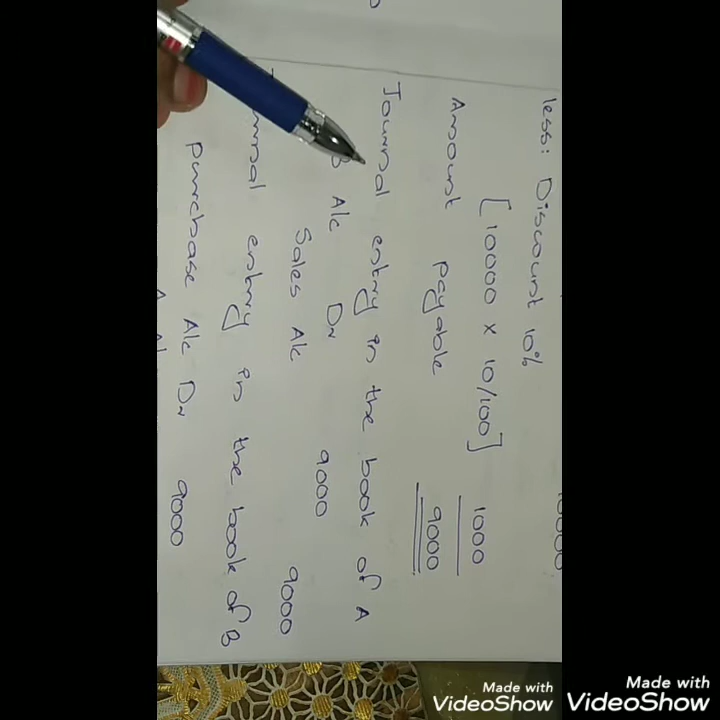 10000
less: Discount 10%
[10000 x 10/100] 1000
Amount Payable 9000
Journal entry in the book of A
B A/c Dr 9000
Sales A/c 9000
entry in the book of B
Purchase A/c Dr 9000
Made with
VideoShow
Made with
VideoShow